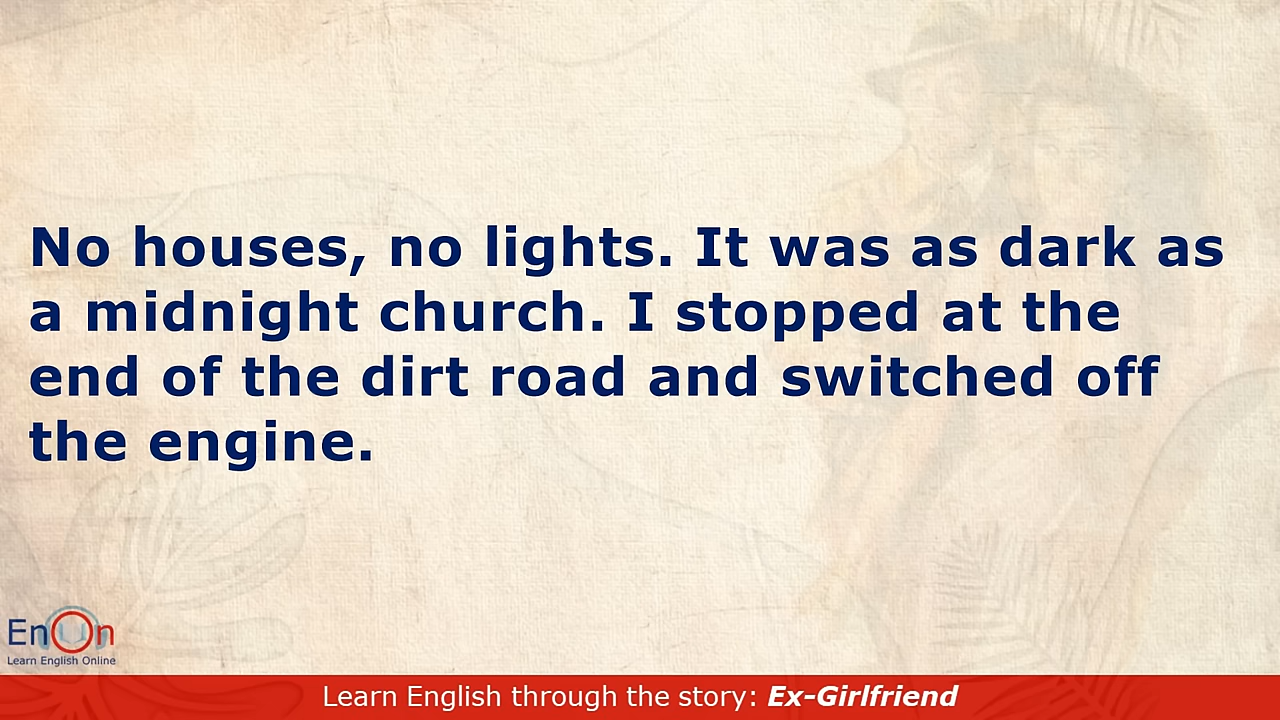 No houses, no lights. It was as dark as
a midnight church. I stopped at the
end of the dirt road and switched off
the engine.
EnOn
Learn English Online
Learn English through the story: Ex-Girlfriend